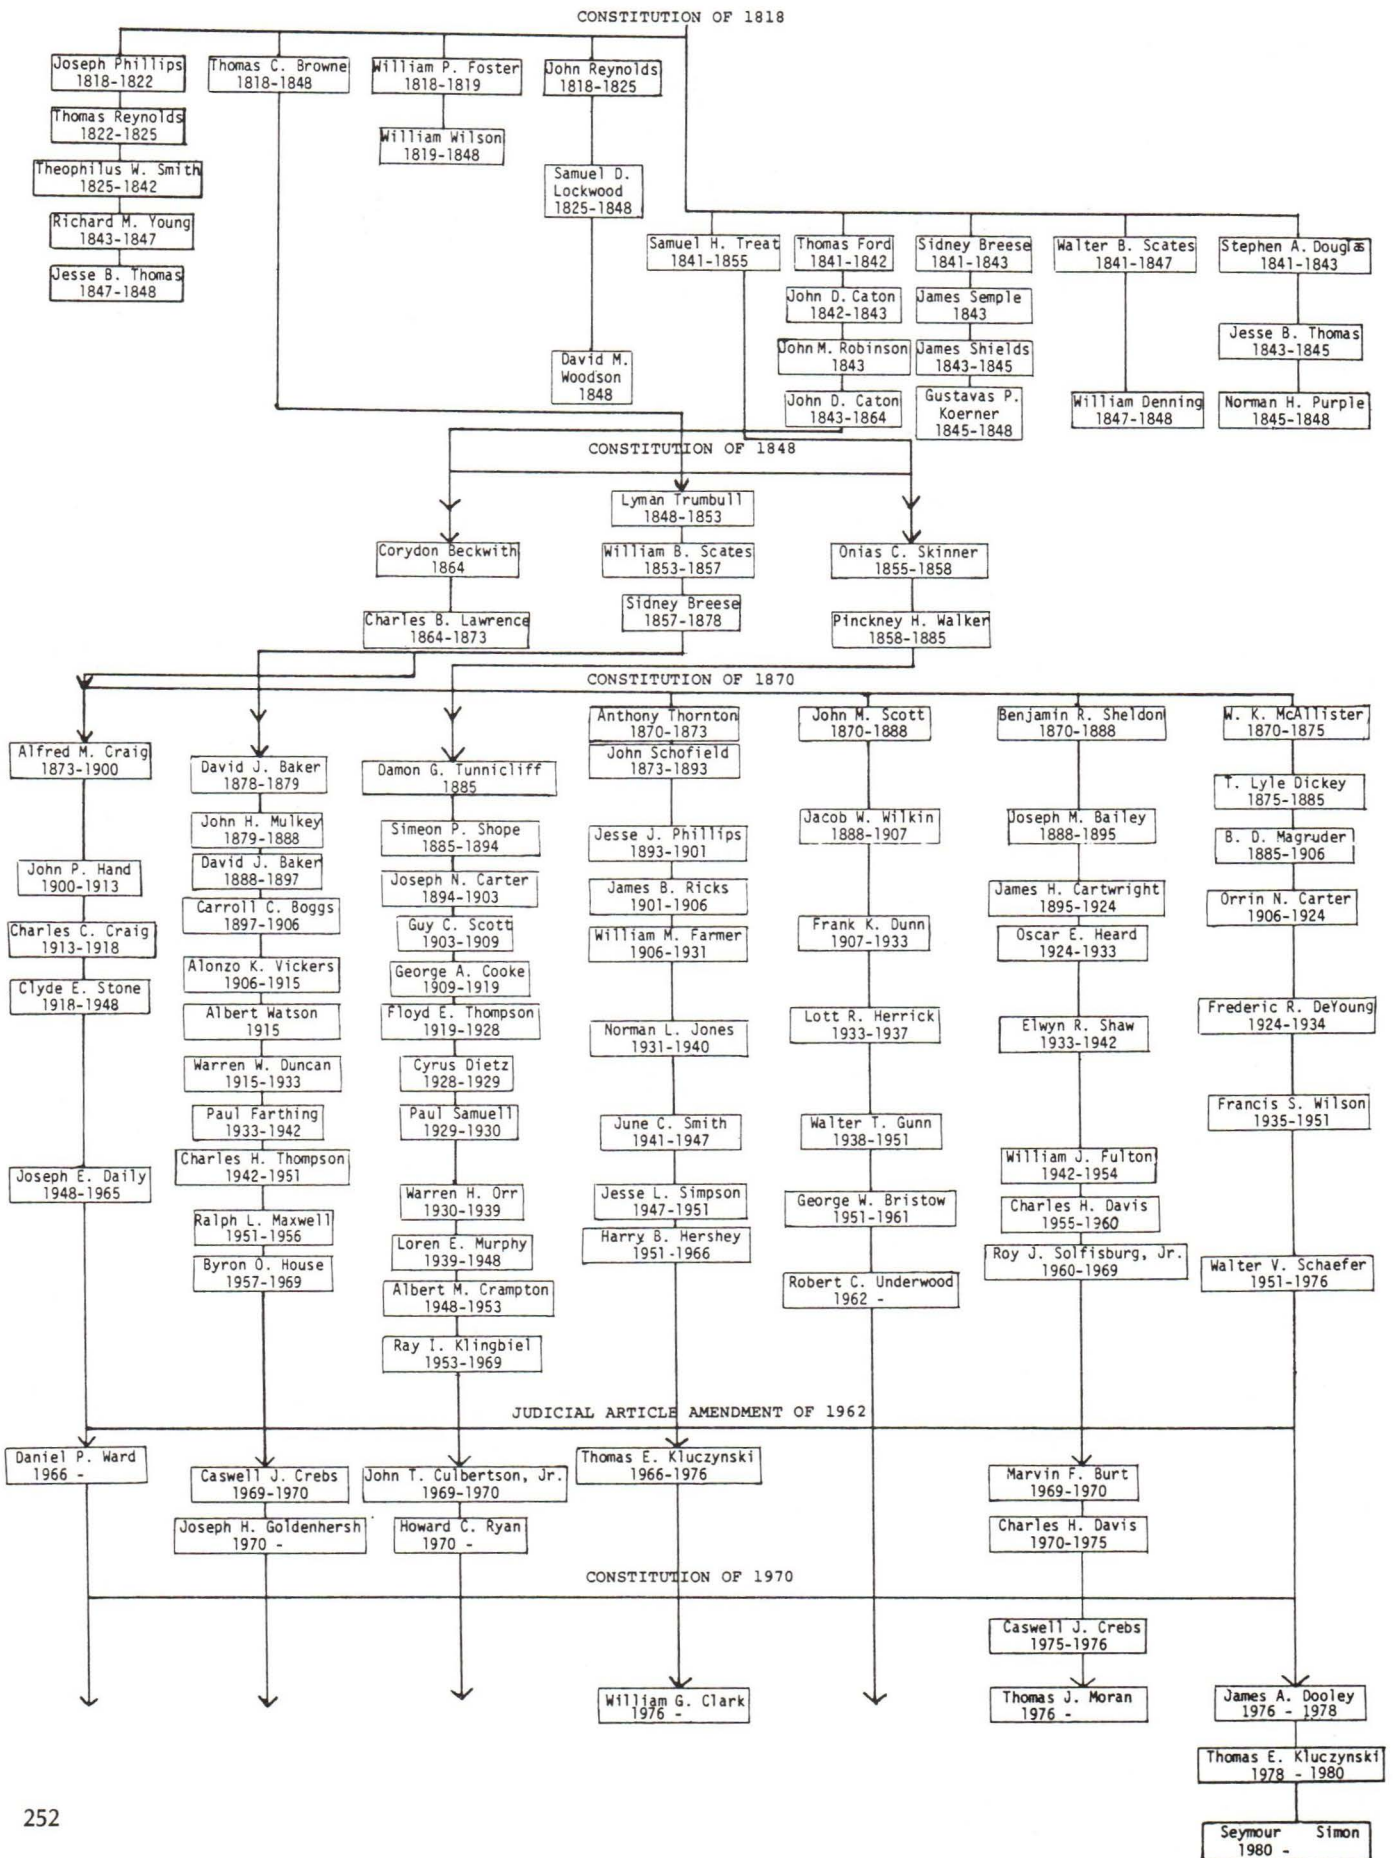 CONSTITUTION OF 1818
Joseph Phillips
1818-1822
Thomas Reynolds
1822-1825
Theophilus W. Smith
1825-1842
Richard M. Young
1843-1847
Jesse B. Thomas
1847-1848
Thomas C. Browne
1818-1848
William P. Foster
1818-1819
William Wilson
1819-1848
John Reynolds
1818-1825
Samuel D.
Lockwood
1825-1848
David M.
Woodson
1848
Samuel H. Treat
1841-1855
Thomas Ford
1841-1842
John D. Caton
1842-1843
John M. Robinson
1843
John D. Caton
1843-1864
Sidney Breese
1841-1843
James Semple
1843
James Shields
1843-1845
Gustavas P.
Koerner
1845-1848
Walter B. Scates
1841-1847
William Denning
1847-1848
Stephen A. Douglas
1841-1843
Jesse B. Thomas
1843-1845
Norman H. Purple
1845-1848
CONSTITUTION OF 1848
Corydon Beckwith
1864
Charles B. Lawrence
1864-1873
Lyman Trumbull
1848-1853
William B. Scates
1853-1857
Sidney Breese
1857-1878
Onias C. Skinner
1855-1858
Pinckney H. Walker
1858-1885
CONSTITUTION OF 1870
Alfred M. Craig
1873-1900
John P. Hand
1900-1913
Charles C. Craig
1913-1918
Clyde E. Stone
1918-1948
Joseph E. Daily
1948-1965
David J. Baker
1878-1879
John H. Mulkey
1879-1888
David J. Baker
1888-1897
Carroll C. Boggs
1897-1906
Alonzo K. Vickers
1906-1915
Albert Watson
1915
Warren W. Duncan
1915-1933
Paul Farthing
1933-1942
Charles H. Thompson
1942-1951
Ralph L. Maxwell
1951-1956
Byron O. House
1957-1969
Damon G. Tunnicliff
1885
Simeon P. Shope
1885-1894
Joseph N. Carter
1894-1903
Guy C. Scott
1903-1909
George A. Cooke
1909-1919
Floyd E. Thompson
1919-1928
Cyrus Dietz
1928-1929
Paul Samuell
1929-1930
Warren H. Orr
1930-1939
Loren E. Murphy
1939-1948
Albert M. Crampton
1948-1953
Ray I. Klingbiel
1953-1969
Anthony Thornton
1870-1873
John Schofield
1873-1893
Jesse J. Phillips
1893-1901
James B. Ricks
1901-1906
William M. Farmer
1906-1931
Norman L. Jones
1931-1940
June C. Smith
1941-1947
Jesse L. Simpson
1947-1951
Harry B. Hershey
1951-1966
John M. Scott
1870-1888
Jacob W. Wilkin
1888-1907
Frank K. Dunn
1907-1933
Lott R. Herrick
1933-1937
Walter T. Gunn
1938-1951
George W. Bristow
1951-1961
Robert C. Underwood
1962 -
Benjamin R. Sheldon
1870-1888
Joseph M. Bailey
1888-1895
James H. Cartwright
1895-1924
Oscar E. Heard
1924-1933
Elwyn R. Shaw
1933-1942
William J. Fulton
1942-1954
Charles H. Davis
1955-1960
Roy J. Solfisburg, Jr.
1960-1969
W. K. McAllister
1870-1875
T. Lyle Dickey
1875-1885
B. D. Magruder
1885-1906
Orrin N. Carter
1906-1924
Frederic R. DeYoung
1924-1934
Francis S. Wilson
1935-1951
Walter V. Schaefer
1951-1976
JUDICIAL ARTICLE AMENDMENT OF 1962
Daniel P. Ward
1966 -
Caswell J. Crebs
1969-1970
Joseph H. Goldenhersh
1970 -
John T. Culbertson, Jr.
1969-1970
Howard C. Ryan
1970 -
Thomas E. Kluczynski
1966-1976
Marvin F. Burt
1969-1970
Charles H. Davis
1970-1975
CONSTITUTION OF 1970
Caswell J. Crebs
1975-1976
William G. Clark
1976 -
Thomas J. Moran
1976 -
James A. Dooley
1976 - 1978
Thomas E. Kluczynski
1978 - 1980
Seymour Simon
1980 -
252